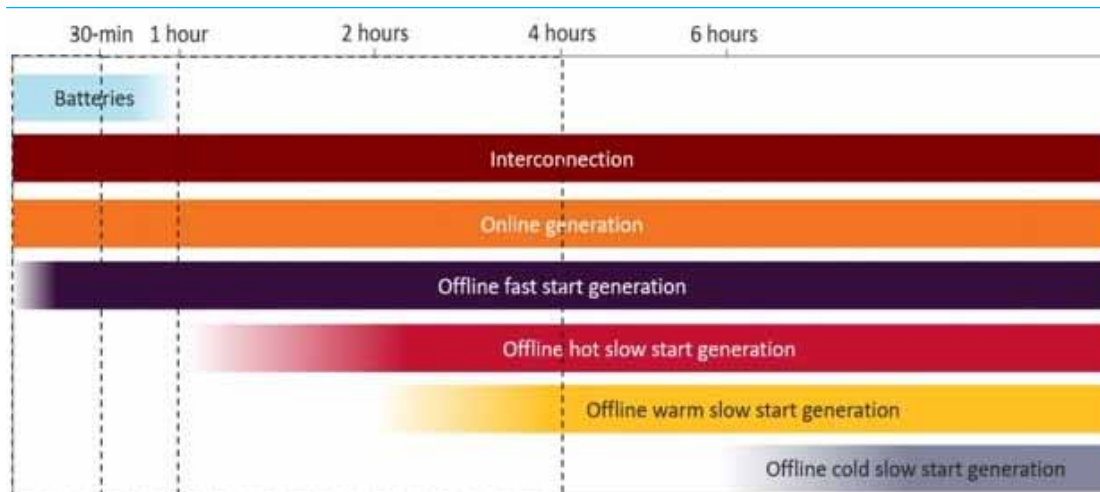 30-min 1 hour 2 hours 4 hours 6 hours
Batteries
Interconnection
Online generation
Offline fast start generation
Offline hot slow start generation
Offline warm slow start generation
Offline cold slow start generation